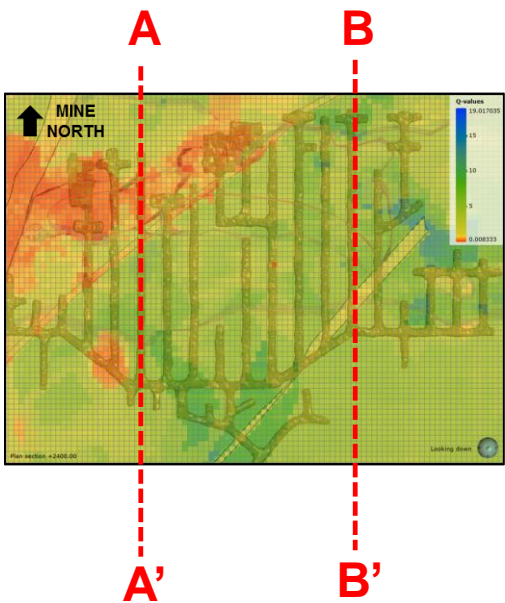 A B
Q-values
19.017035
MINE
NORTH
15
10
5
0.008333
Plan section +2400.00
Looking down
A' B'